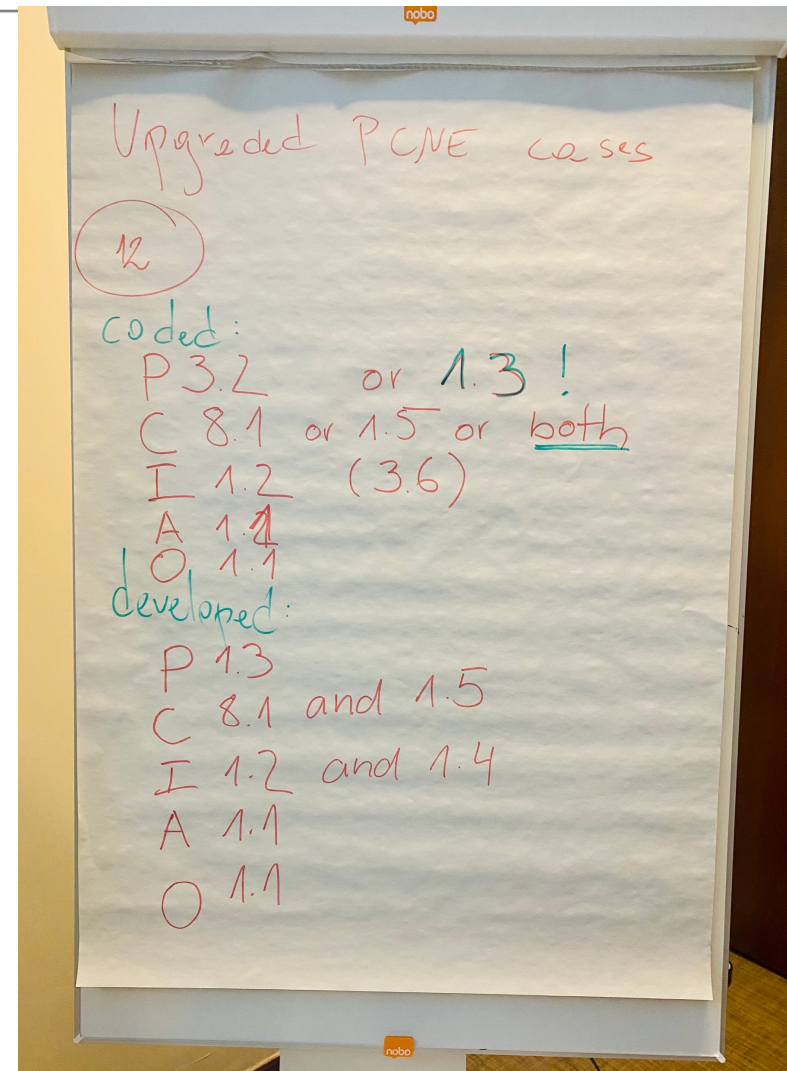 nobo
Upgreded PCNE cases
12
coded:
P 3.2 or 1.3 !
C 8.1 or 1.5 or both
I 1.2 (3.6)
A 1.1
O 1.1
developed:
P 1.3
C 8.1 and 1.5
I 1.2 and 1.4
A 1.1
O 1.1
nobo